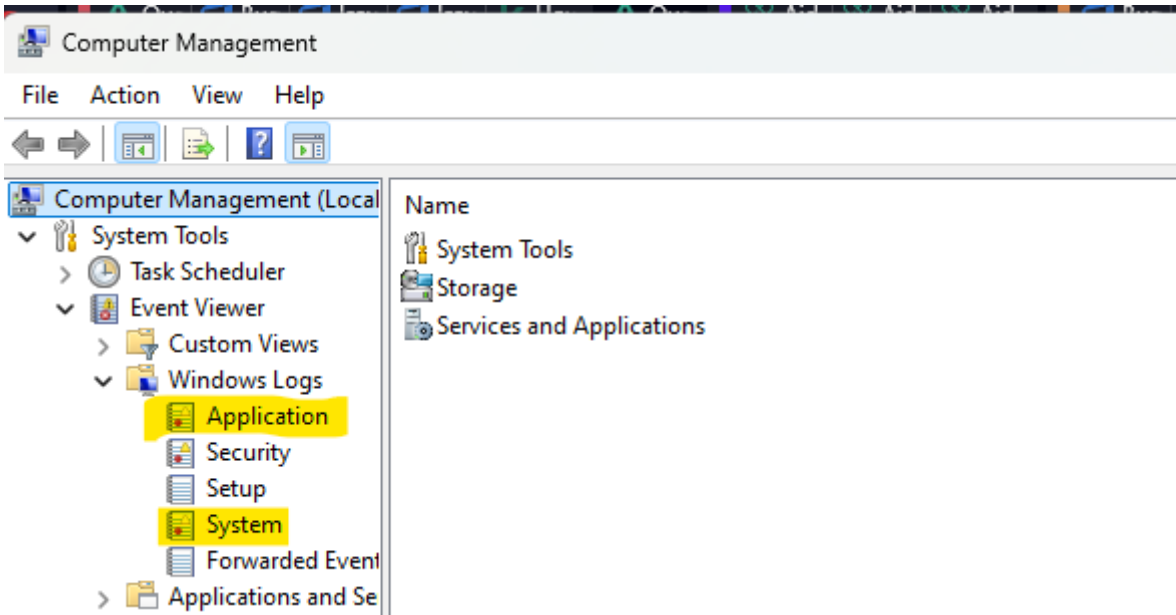 Computer Management
File Action View Help
Computer Management (Local
System Tools
Task Scheduler
Event Viewer
Custom Views
Windows Logs
Application
Security
Setup
System
Forwarded Event
Applications and Se
Name
System Tools
Storage
Services and Applications